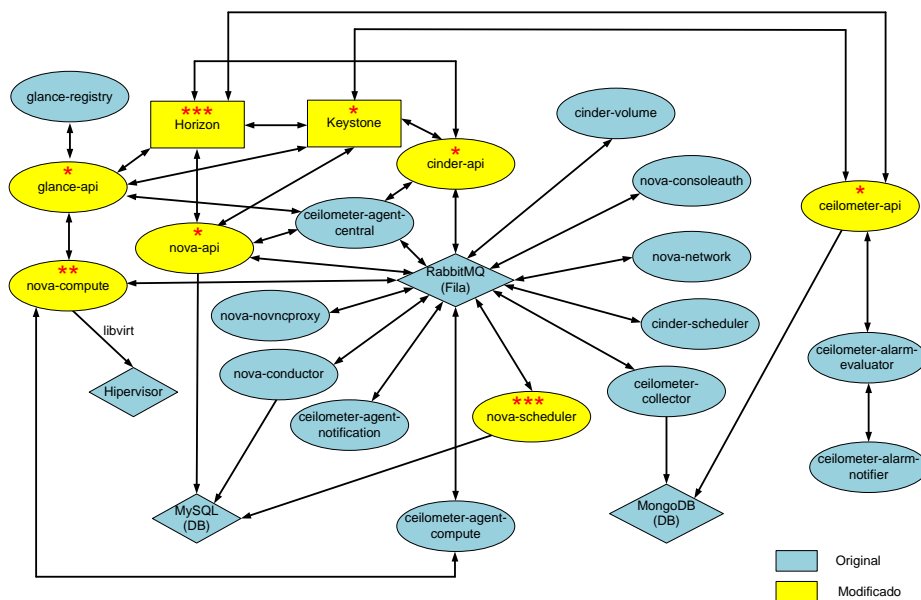 ***
Horizon
*
Keystone
glance-registry
cinder-volume
*
cinder-api
*
glance-api
nova-consoleauth
*
ceilometer-api
ceilometer-agent-
central
*
nova-api
nova-network
**
nova-compute
RabbitMQ
(Fila)
nova-novncproxy
cinder-scheduler
libvirt
nova-conductor
ceilometer-alarm-
evaluator
Hipervisor
ceilometer-
collector
ceilometer-agent-
notification
***
nova-scheduler
ceilometer-alarm-
notifier
MySQL
(DB)
MongoDB
(DB)
ceilometer-agent-
compute
Original
Modificado